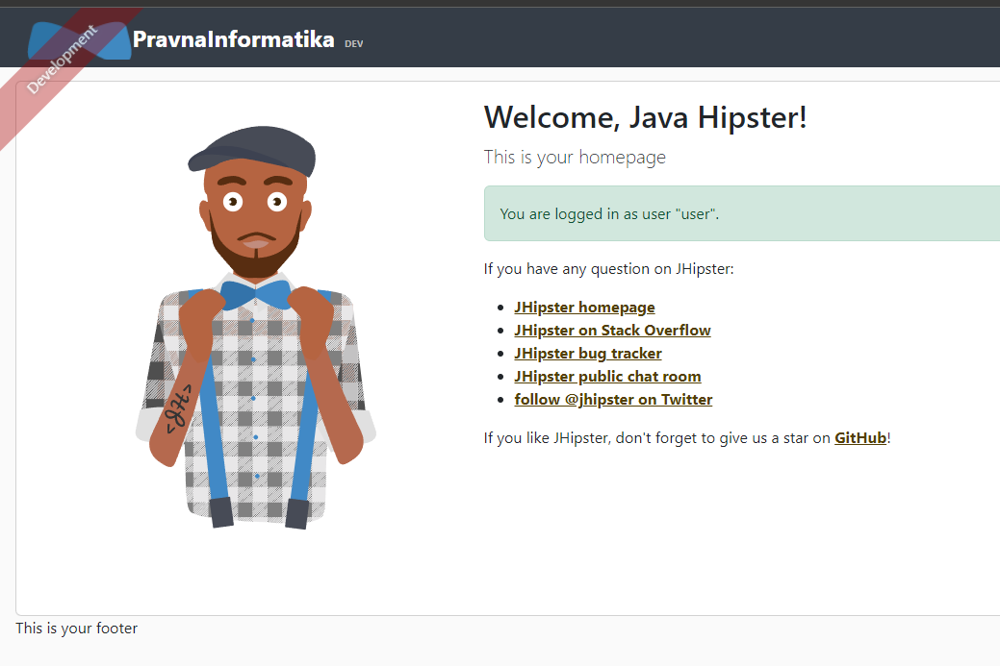 Development
PravnaInformatika DEV
Welcome, Java Hipster!
This is your homepage
You are logged in as user "user".
If you have any question on JHipster:
JHipster homepage
JHipster on Stack Overflow
JHipster bug tracker
JHipster public chat room
follow @jhipster on Twitter
If you like JHipster, don't forget to give us a star on GitHub!
<JH>
This is your footer